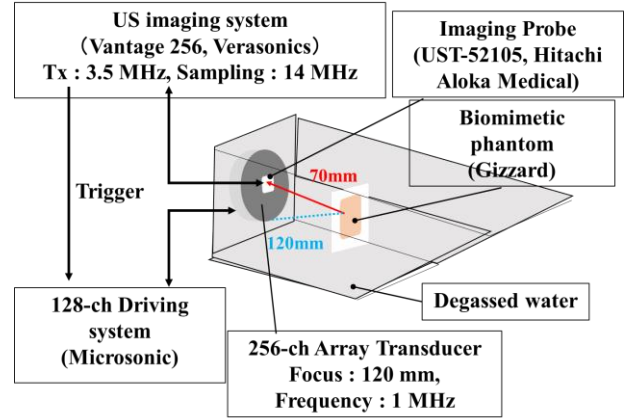 US imaging system
（Vantage 256, Verasonics）
Tx : 3.5 MHz, Sampling : 14 MHz
Imaging Probe
(UST-52105, Hitachi
Aloka Medical)
Biomimetic
phantom
(Gizzard)
Trigger
70mm
120mm
Degassed water
128-ch Driving
system
(Microsonic)
256-ch Array Transducer
Focus : 120 mm,
Frequency : 1 MHz